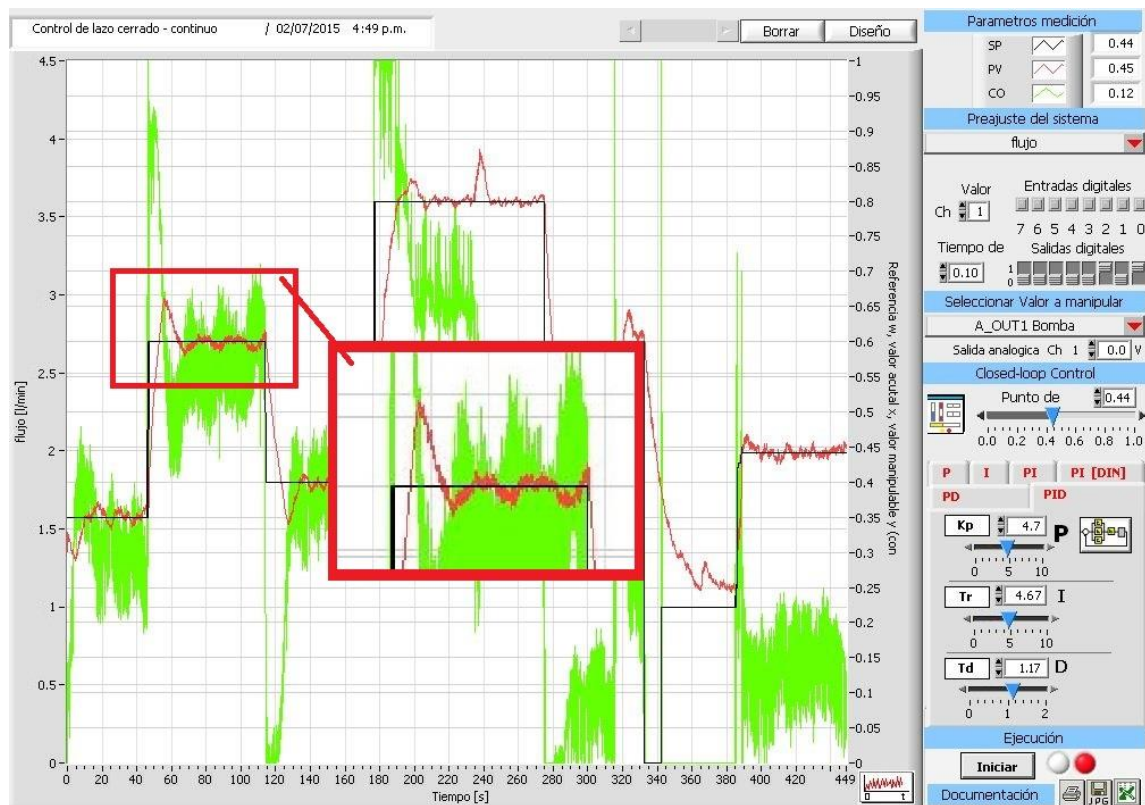 Control de lazo cerrado - continuo / 02/07/2015 4:49 p.m.
Borrar
Diseño
Parametros medición
SP 0.44
PV 0.45
CO 0.12
Preajuste del sistema
flujo
Valor
Entradas digitales
Ch 1
7 6 5 4 3 2 1 0
Tiempo de
Salidas digitales
0.10
1
0
Seleccionar Valor a manipular
A_OUT1 Bomba
Salida analogica Ch 1 0.0 V
Closed-loop Control
Punto de 0.44
0.0 0.2 0.4 0.6 0.8 1.0
P I PI PI [DIN]
PD PID
Kp 4.7 P
0 5 10
Tr 4.67 I
0 5 10
Td 1.17 D
0 1 2
Ejecución
Iniciar
Documentación
flujo [l/min]
4.5
4
3.5
3
2.5
2
1.5
1
0.5
0
0 20 40 60 80 100 120 140 160 180 200 220 240 260 280 300 320 340 360 380 400 420 449
Tiempo [s]
1
0.95
0.9
0.85
0.8
0.75
0.7
0.65
0.6
0.55
0.5
0.45
0.4
0.35
0.3
0.25
0.2
0.15
0.1
0.05
0
Referencia w, valor acutal x, valor manipulable y (con
0 t